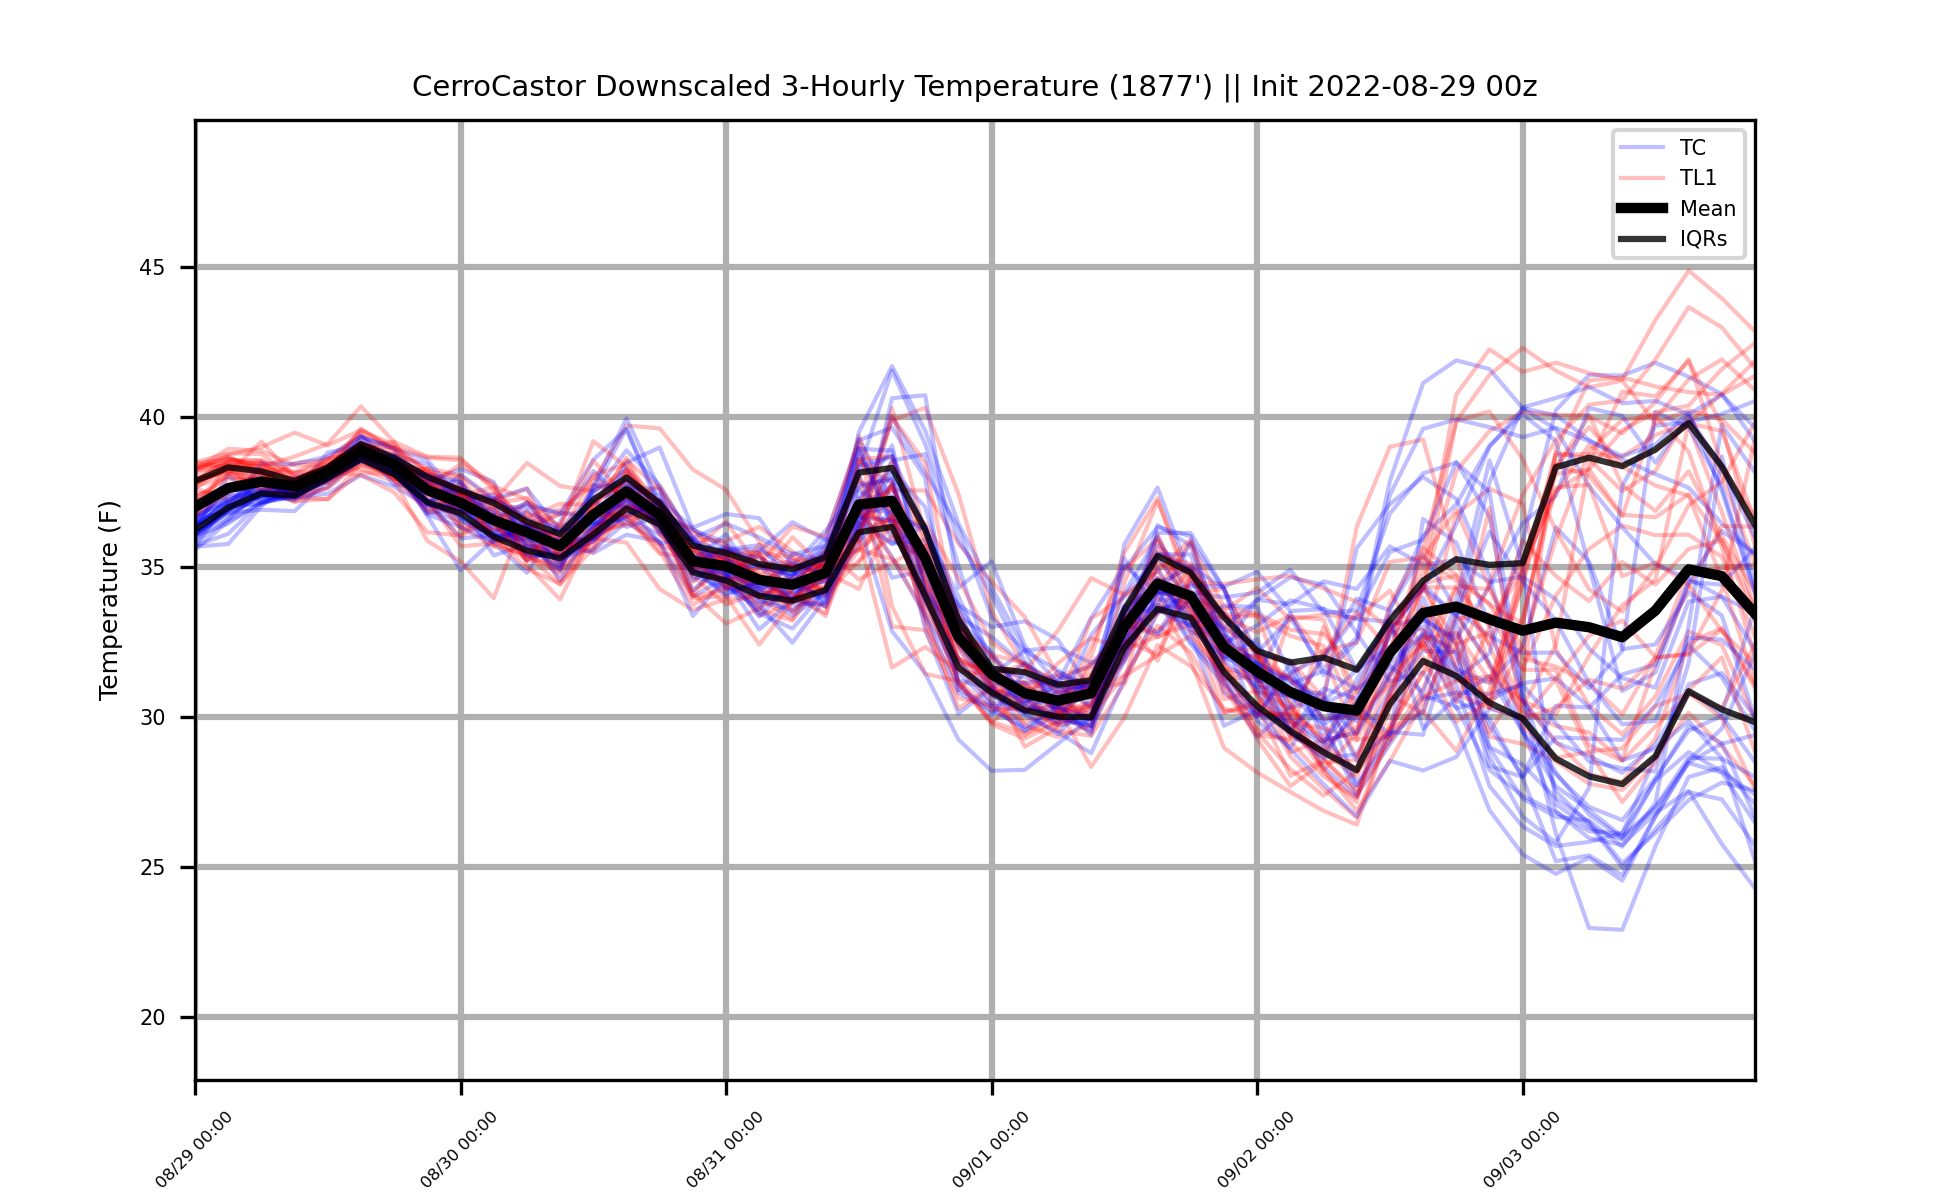 CerroCastor Downscaled 3-Hourly Temperature (1877') || Init 2022-08-29 00z
TC
TL1
Mean
IQRs
Temperature (F)
45
40
35
30
25
20
08/29 00:00
08/30 00:00
08/31 00:00
09/01 00:00
09/02 00:00
09/03 00:00